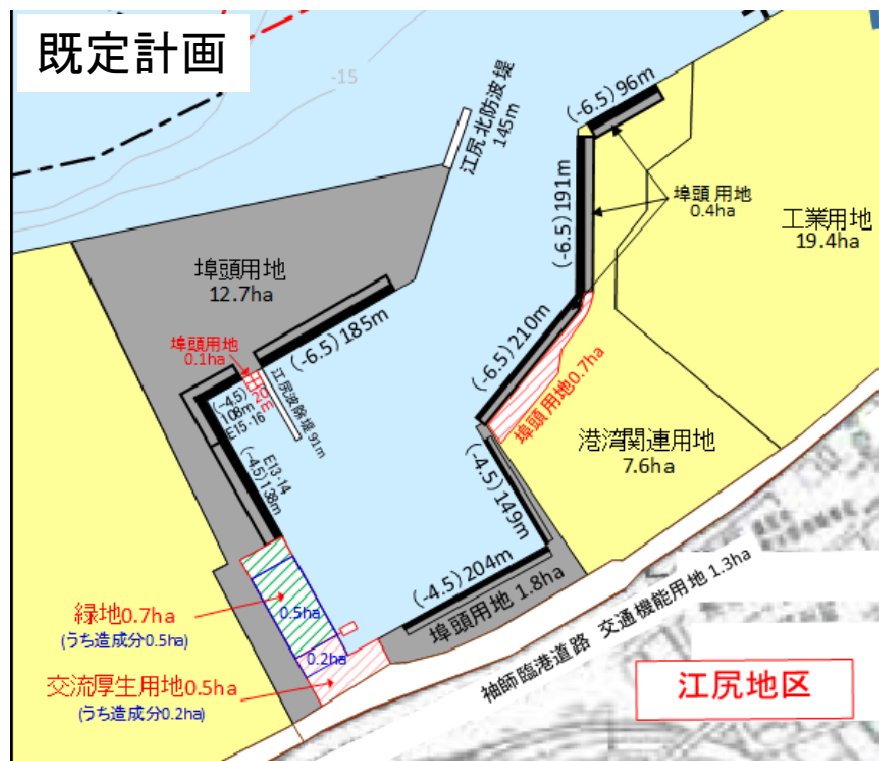 既定計画
-15
江尻北防波堤
145m
(-6.5)96m
(-6.5)191m
埠頭用地
0.4ha
工業用地
19.4ha
埠頭用地
12.7ha
(-6.5)185m
埠頭用地
0.1ha
(-6.5)210m
埠頭用地0.7ha
江尻波除堤 91m
(-4.5)
108m
E15·16
20m
E13·14
(-4.5)138m
港湾関連用地
7.6ha
(-4.5)
149m
(-4.5)204m
埠頭用地 1.8ha
緑地0.7ha
(うち造成分0.5ha)
0.5ha
0.2ha
交流厚生用地0.5ha
(うち造成分0.2ha)
袖師臨港道路 交通機能用地 1.3ha
江尻地区